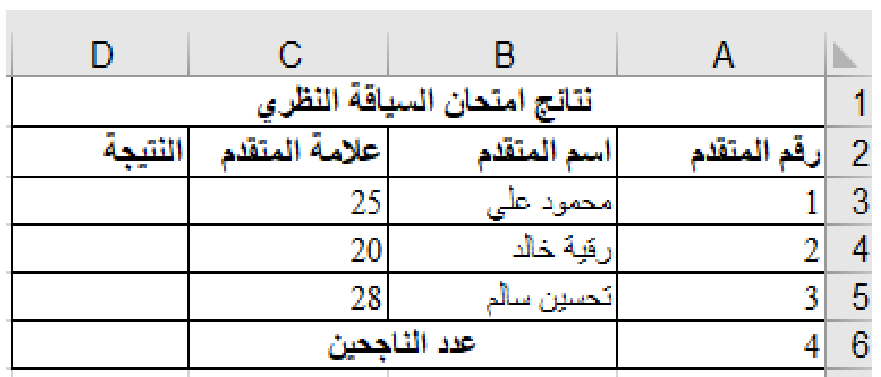 D C B A
1 نتائج امتحان السياقة النظري
2 رقم المتقدم اسم المتقدم علامة المتقدم النتيجة
3 1 محمود علي 25
4 2 رقية خالد 20
5 3 تحسين سالم 28
6 4 عدد الناجحين